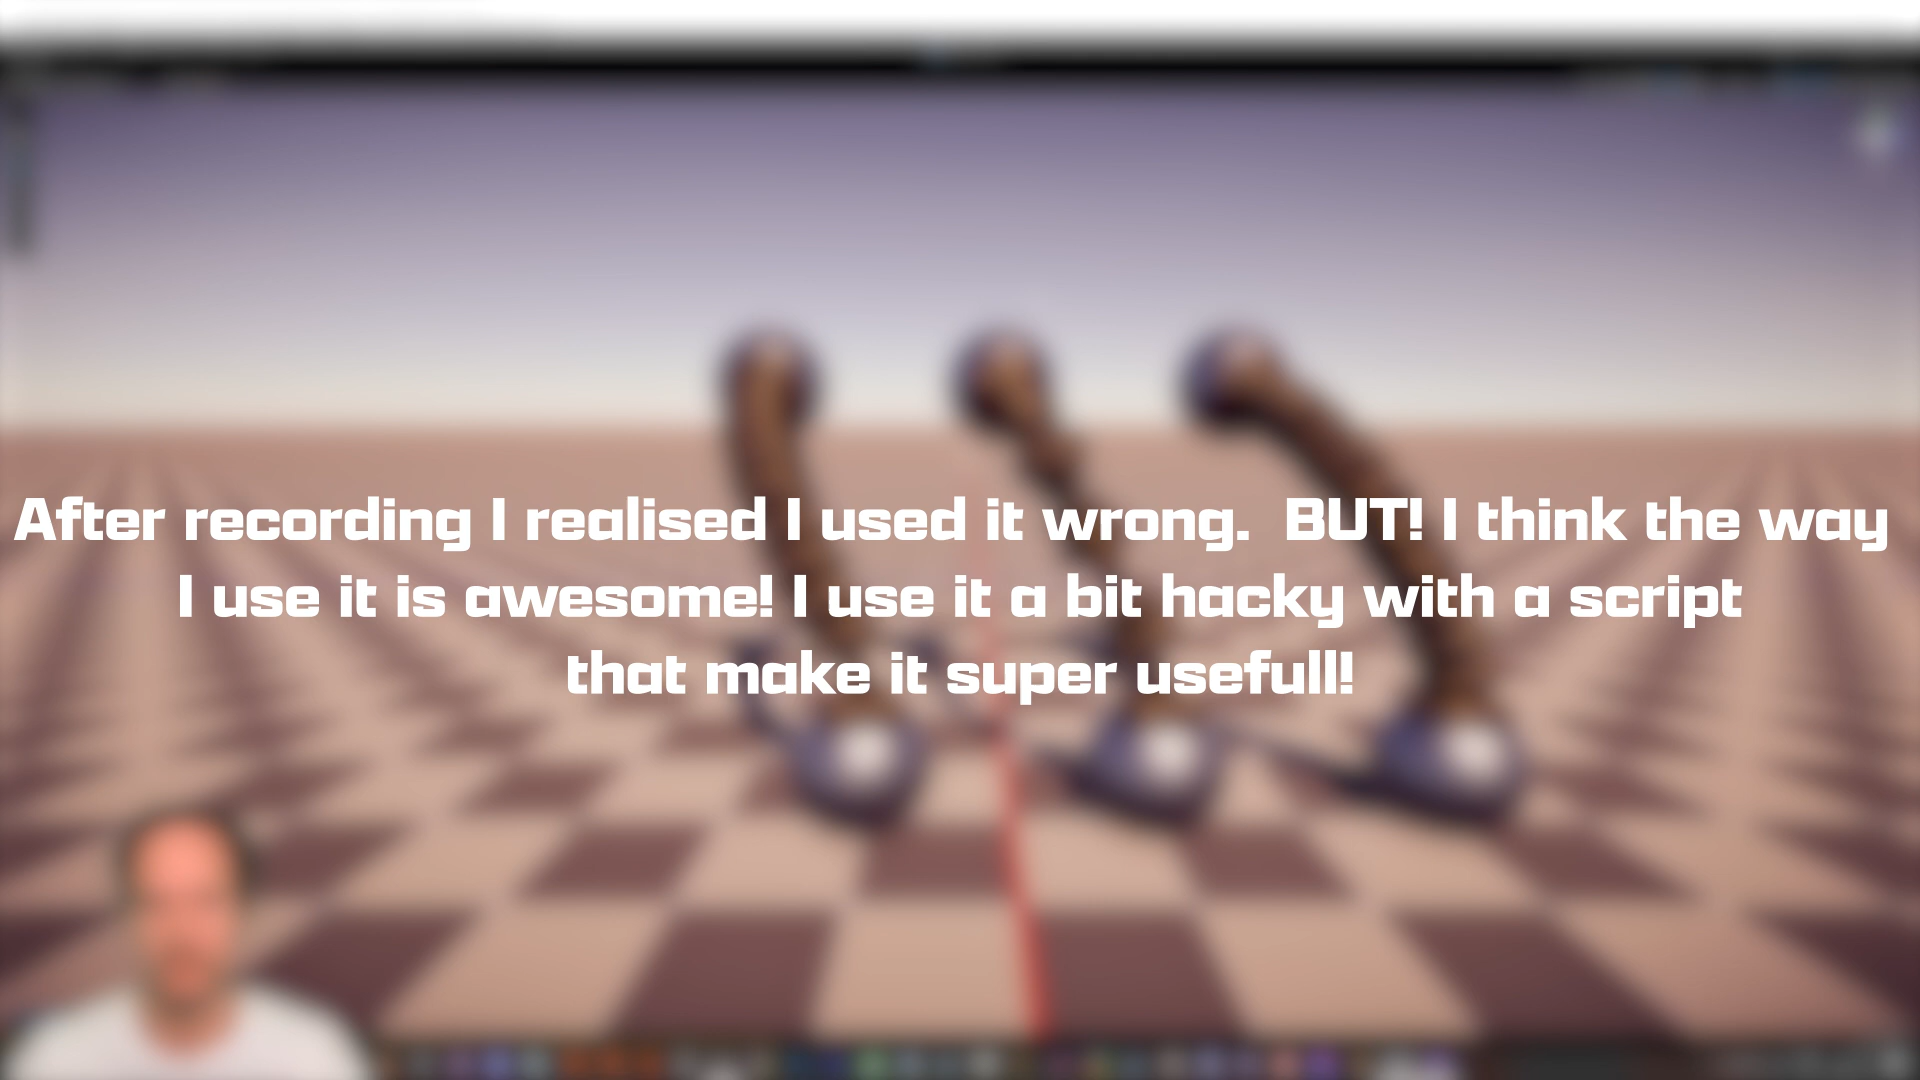 After recording I realised I used it wrong.  BUT! I think the way
I use it is awesome! I use it a bit hacky with a script
that make it super usefull!